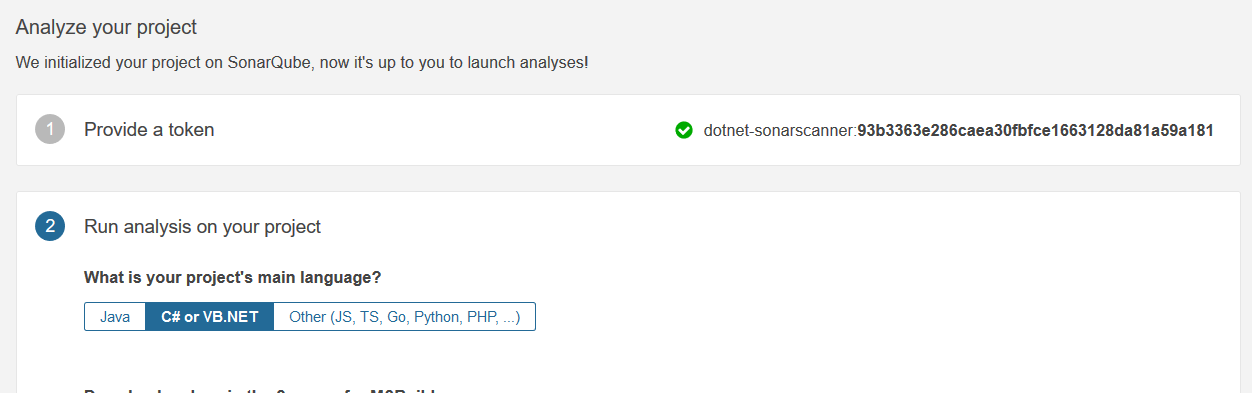 Analyze your project
We initialized your project on SonarQube, now it's up to you to launch analyses!
1 Provide a token dotnet-sonarscanner:93b3363e286caea30fbfce1663128da81a59a181
2 Run analysis on your project
What is your project's main language?
Java C# or VB.NET Other (JS, TS, Go, Python, PHP, ...)